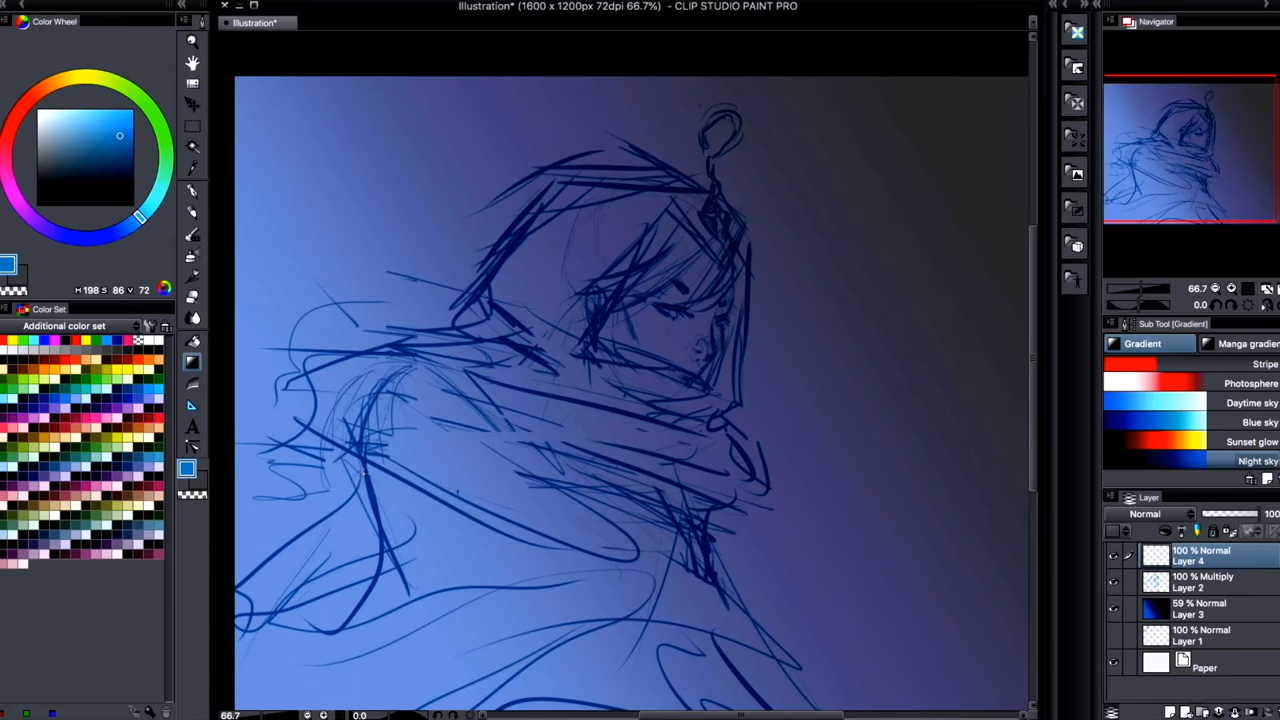 Illustration* (1600 x 1200px 72dpi 66.7%) - CLIP STUDIO PAINT PRO
Color Wheel
Illustration*
Navigator
H 198 S 86 V 72
66.7
0.0
Color Set
Additional color set
Sub Tool [Gradient]
Gradient
Manga gradien
Stripe
Photosphere
Daytime sky
Blue sky
Sunset glow
Night sky
Layer
Normal
100
100 % Normal
Layer 4
100 % Multiply
Layer 2
59 % Normal
Layer 3
100 % Normal
Layer 1
Paper
A
66.7
0.0